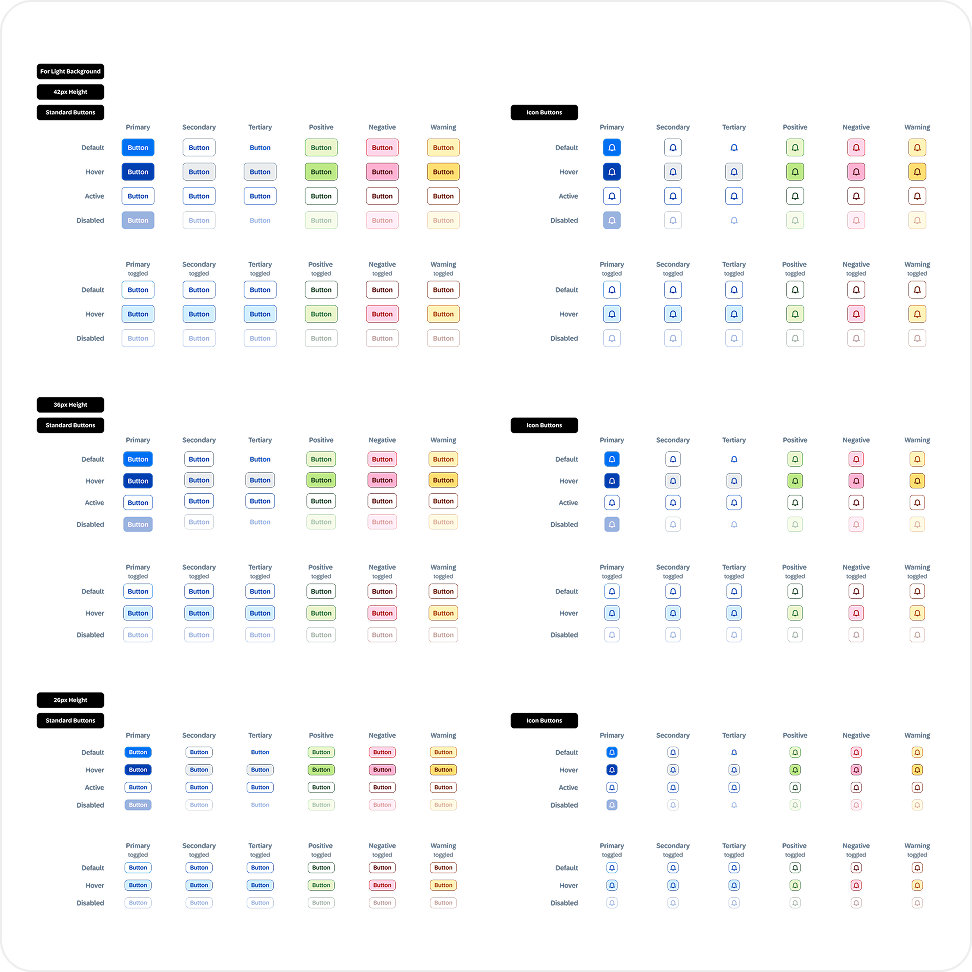 For Light Background
42px Height
Standard Buttons
Icon Buttons
Primary Secondary Tertiary Positive Negative Warning Primary Secondary Tertiary Positive Negative Warning
Default Button Button Button Button Button Button Default
Hover Button Button Button Button Button Button Hover
Active Button Button Button Button Button Button Active
Disabled Button Button Button Button Button Button Disabled
Primary Secondary Tertiary Positive Negative Warning Primary Secondary Tertiary Positive Negative Warning
toggled toggled toggled toggled toggled toggled toggled toggled toggled toggled toggled toggled
Default Button Button Button Button Button Button Default
Hover Button Button Button Button Button Button Hover
Disabled Button Button Button Button Button Button Disabled
36px Height
Standard Buttons
Icon Buttons
Primary Secondary Tertiary Positive Negative Warning Primary Secondary Tertiary Positive Negative Warning
Default Button Button Button Button Button Button Default
Hover Button Button Button Button Button Button Hover
Active Button Button Button Button Button Button Active
Disabled Button Button Button Button Button Button Disabled
Primary Secondary Tertiary Positive Negative Warning Primary Secondary Tertiary Positive Negative Warning
toggled toggled toggled toggled toggled toggled toggled toggled toggled toggled toggled toggled
Default Button Button Button Button Button Button Default
Hover Button Button Button Button Button Button Hover
Disabled Button Button Button Button Button Button Disabled
26px Height
Standard Buttons
Icon Buttons
Primary Secondary Tertiary Positive Negative Warning Primary Secondary Tertiary Positive Negative Warning
Default Button Button Button Button Button Button Default
Hover Button Button Button Button Button Button Hover
Active Button Button Button Button Button Button Active
Disabled Button Button Button Button Button Button Disabled
Primary Secondary Tertiary Positive Negative Warning Primary Secondary Tertiary Positive Negative Warning
toggled toggled toggled toggled toggled toggled toggled toggled toggled toggled toggled toggled
Default Button Button Button Button Button Button Default
Hover Button Button Button Button Button Button Hover
Disabled Button Button Button Button Button Button Disabled